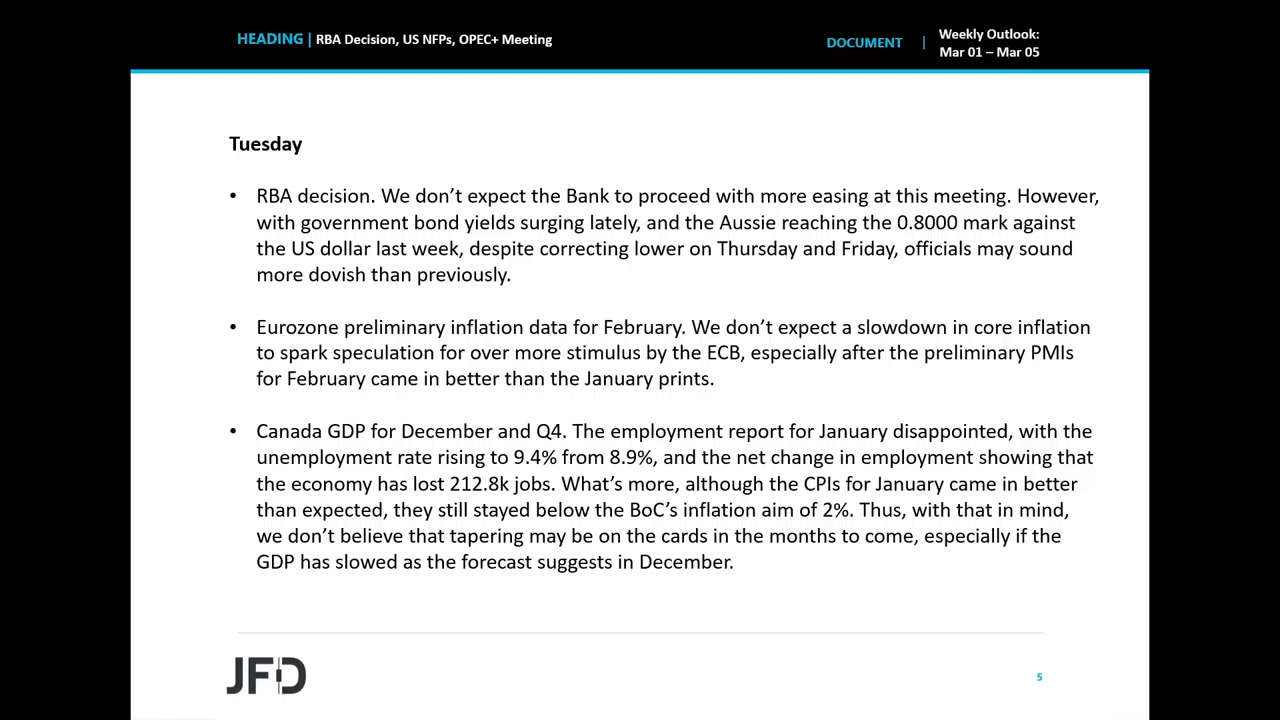 HEADING | RBA Decision, US NFPs, OPEC+ Meeting
DOCUMENT | Weekly Outlook:
Mar 01 – Mar 05
Tuesday
• RBA decision. We don’t expect the Bank to proceed with more easing at this meeting. However,
with government bond yields surging lately, and the Aussie reaching the 0.8000 mark against
the US dollar last week, despite correcting lower on Thursday and Friday, officials may sound
more dovish than previously.
• Eurozone preliminary inflation data for February. We don’t expect a slowdown in core inflation
to spark speculation for over more stimulus by the ECB, especially after the preliminary PMIs
for February came in better than the January prints.
• Canada GDP for December and Q4. The employment report for January disappointed, with the
unemployment rate rising to 9.4% from 8.9%, and the net change in employment showing that
the economy has lost 212.8k jobs. What’s more, although the CPIs for January came in better
than expected, they still stayed below the BoC’s inflation aim of 2%. Thus, with that in mind,
we don’t believe that tapering may be on the cards in the months to come, especially if the
GDP has slowed as the forecast suggests in December.
JFD
5